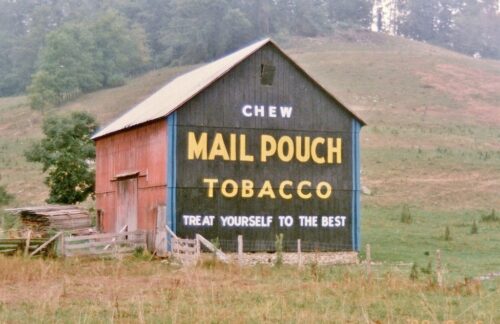 CHEW
MAIL POUCH
TOBACCO
TREAT YOURSELF TO THE BEST